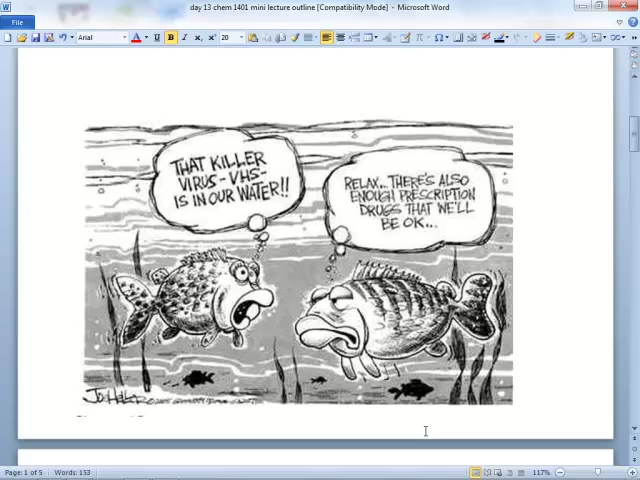 day 13 chem 1401 mini lecture outline [Compatibility Mode] - Microsoft Word
File
Arial
20
THAT KILLER
VIRUS-VHS-
IS IN OUR WATER!!
RELAX... THERE'S ALSO
ENOUGH PRESCRIPTION
DRUGS THAT WE'LL
BE OK...
Page: 1 of 5
Words: 153
117%